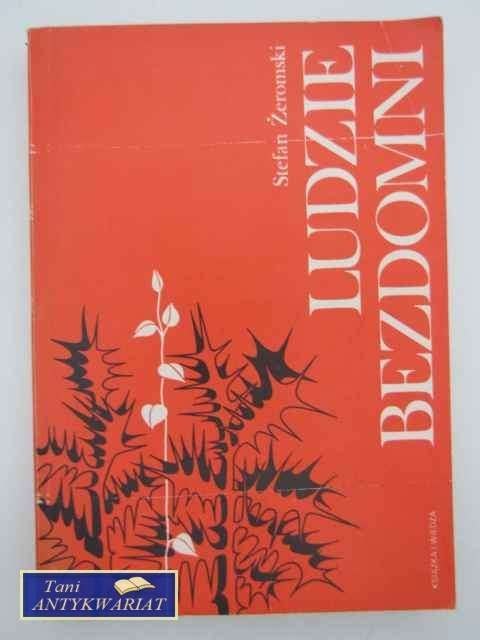 Stefan Żeromski
LUDZIE
BEZDOMNI
KSIĄŻKA I WIEDZA
Tani
ANTYKWARIAT